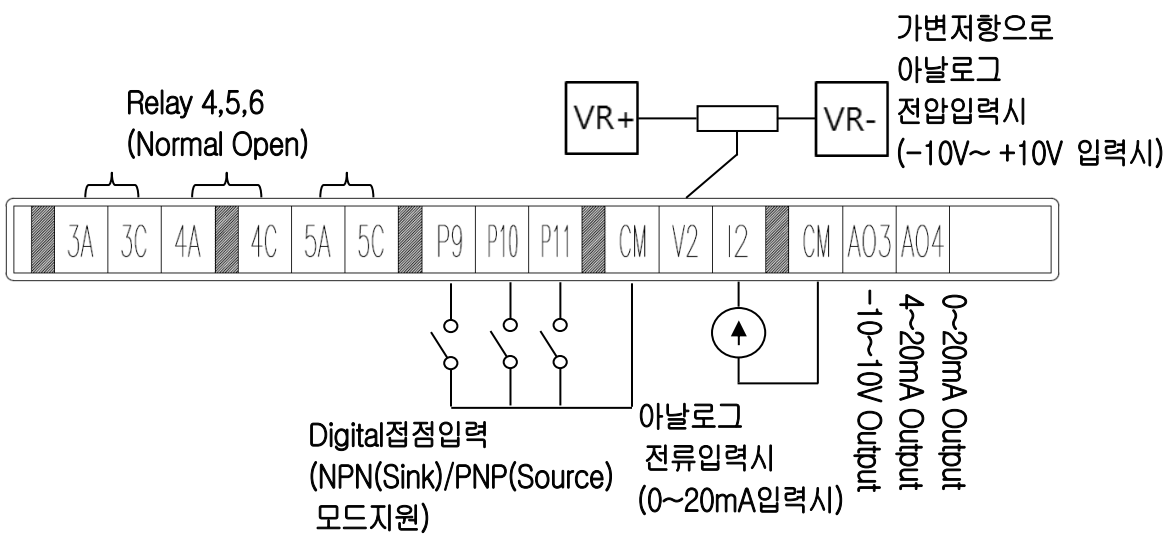 가변저항으로
아날로그
전압입력시
(-10V~ +10V 입력시)
VR+
VR-
Relay 4,5,6
(Normal Open)
3A 3C 4A 4C 5A 5C P9 P10 P11 CM V2 I2 CM AO3 AO4
Digital접점입력
(NPN(Sink)/PNP(Source)
모드지원)
아날로그
전류입력시
(0~20mA입력시)
-10~10V Output
4~20mA Output
0~20mA Output